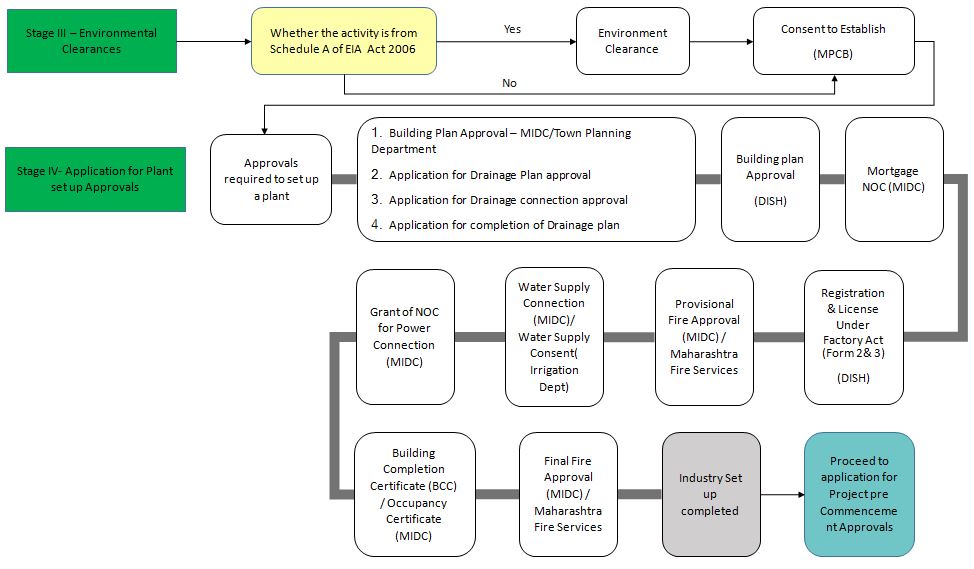 Stage III – Environmental
Clearances
Whether the activity is from
Schedule A of EIA Act 2006
Yes
No
Environment
Clearance
Consent to Establish
(MPCB)
Stage IV- Application for Plant
set up Approvals
Approvals
required to set up
a plant
1. Building Plan Approval – MIDC/Town Planning
Department
2. Application for Drainage Plan approval
3. Application for Drainage connection approval
4. Application for completion of Drainage plan
Building plan
Approval
(DISH)
Mortgage
NOC (MIDC)
Registration
& License
Under
Factory Act
(Form 2& 3)
(DISH)
Provisional
Fire Approval
(MIDC) /
Maharashtra
Fire Services
Water Supply
Connection
(MIDC)/
Water Supply
Consent(
Irrigation
Dept)
Grant of NOC
for Power
Connection
(MIDC)
Building
Completion
Certificate (BCC)
/ Occupancy
Certificate
(MIDC)
Final Fire
Approval
(MIDC) /
Maharashtra
Fire Services
Industry Set
up
completed
Proceed to
application for
Project pre
Commenceme
nt Approvals